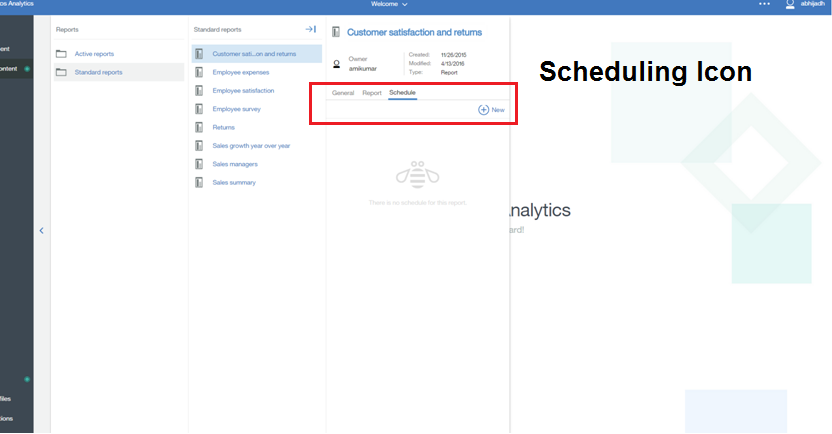 os Analytics
Welcome
abhijadh
ent
ontent
files
tions
Reports
Active reports
Standard reports
Standard reports
Customer sati...on and returns
Employee expenses
Employee satisfaction
Employee survey
Returns
Sales growth year over year
Sales managers
Sales summary
Customer satisfaction and returns
Owner
amikumar
Created: 11/26/2015
Modified: 4/13/2016
Type: Report
General Report Schedule
New
There is no schedule for this report.
Scheduling Icon
nalytics
ard!